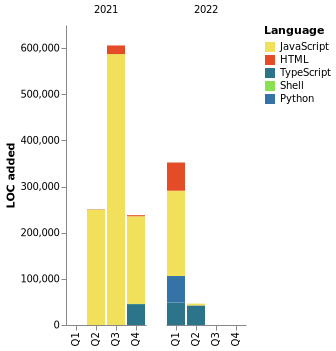 2021
2022
Language
JavaScript
HTML
TypeScript
Shell
Python
LOC added
600,000
500,000
400,000
300,000
200,000
100,000
0
Q1
Q2
Q3
Q4
Q1
Q2
Q3
Q4